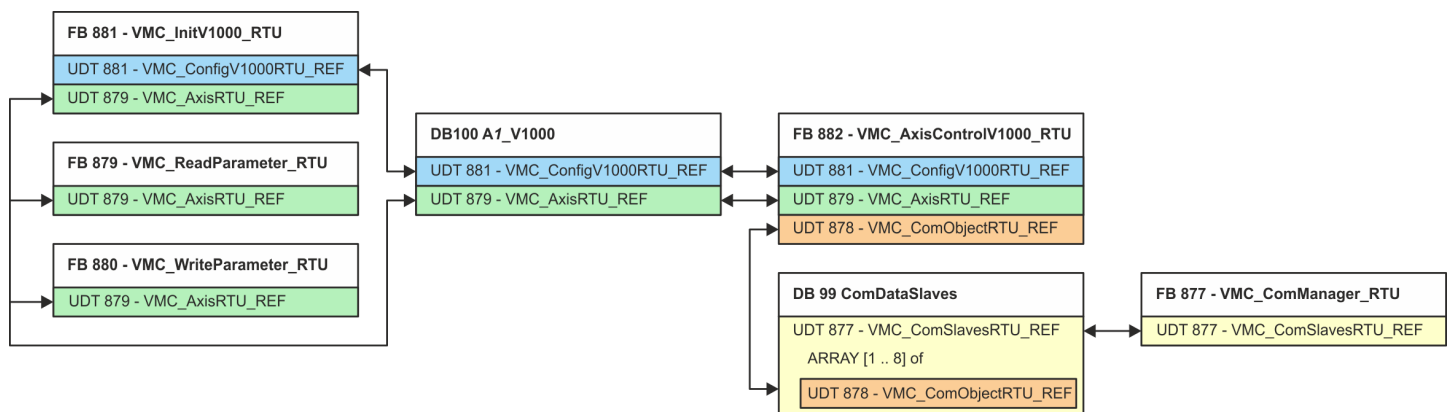 FB 881 - VMC_InitV1000_RTU
UDT 881 - VMC_ConfigV1000RTU_REF
UDT 879 - VMC_AxisRTU_REF
FB 879 - VMC_ReadParameter_RTU
UDT 879 - VMC_AxisRTU_REF
FB 880 - VMC_WriteParameter_RTU
UDT 879 - VMC_AxisRTU_REF
DB100 A1_V1000
UDT 881 - VMC_ConfigV1000RTU_REF
UDT 879 - VMC_AxisRTU_REF
FB 882 - VMC_AxisControlV1000_RTU
UDT 881 - VMC_ConfigV1000RTU_REF
UDT 879 - VMC_AxisRTU_REF
UDT 878 - VMC_ComObjectRTU_REF
DB 99 ComDataSlaves
UDT 877 - VMC_ComSlavesRTU_REF
ARRAY [1 .. 8] of
UDT 878 - VMC_ComObjectRTU_REF
FB 877 - VMC_ComManager_RTU
UDT 877 - VMC_ComSlavesRTU_REF